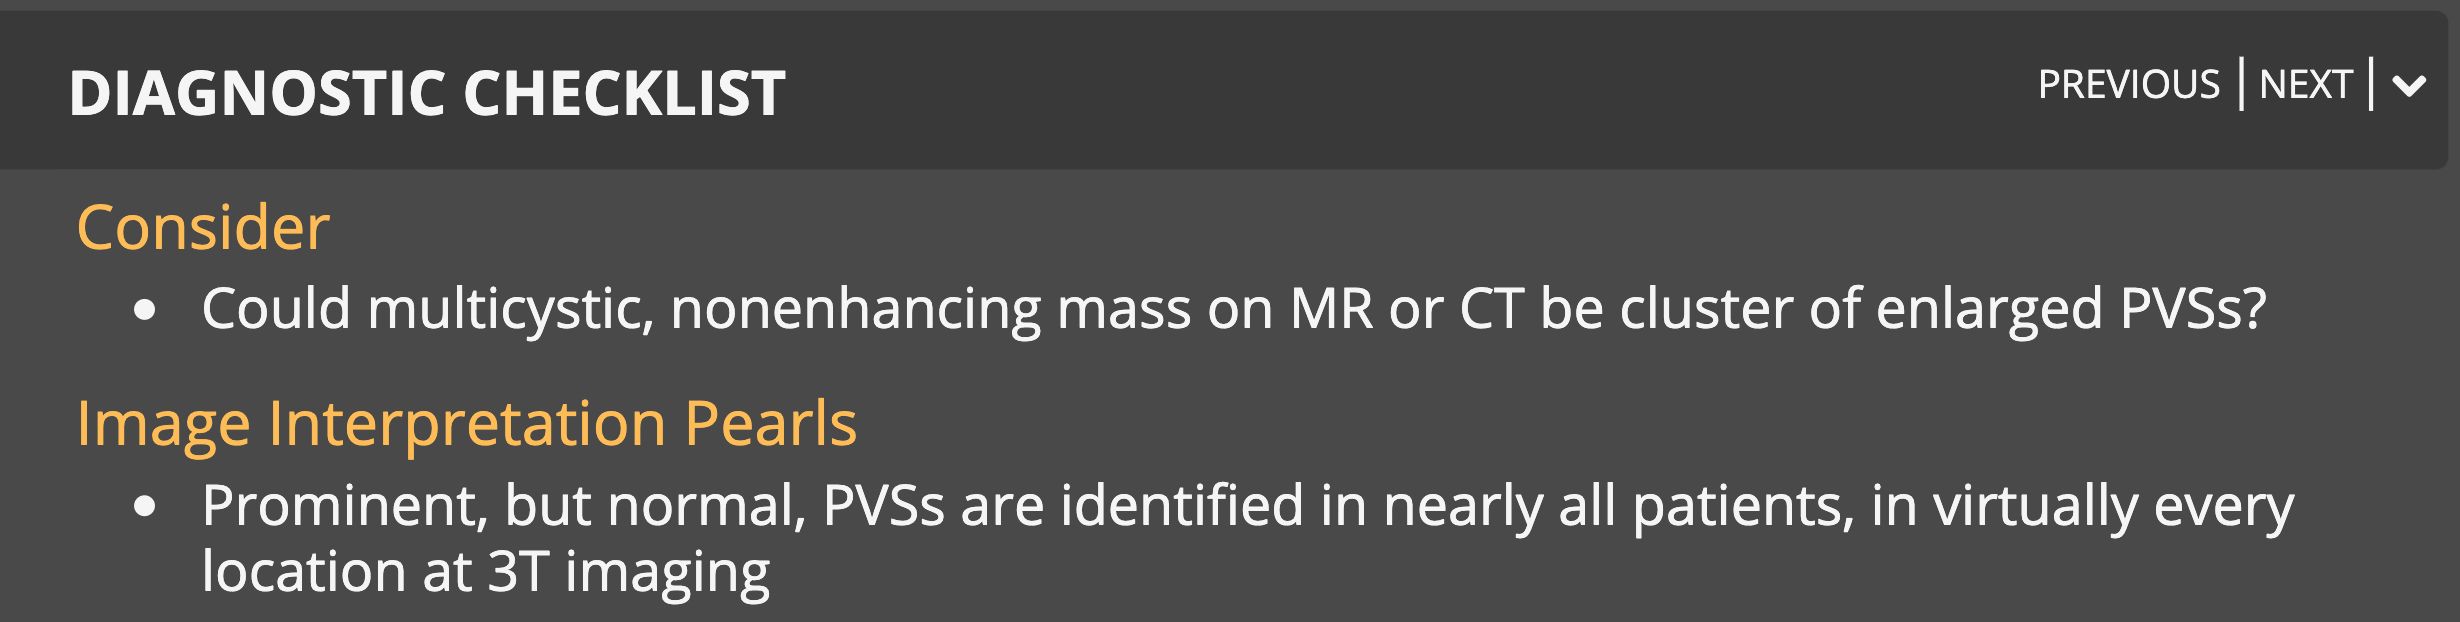 DIAGNOSTIC CHECKLIST
PREVIOUS | NEXT |
Consider
• Could multicystic, nonenhancing mass on MR or CT be cluster of enlarged PVSs?
Image Interpretation Pearls
• Prominent, but normal, PVSs are identified in nearly all patients, in virtually every
location at 3T imaging